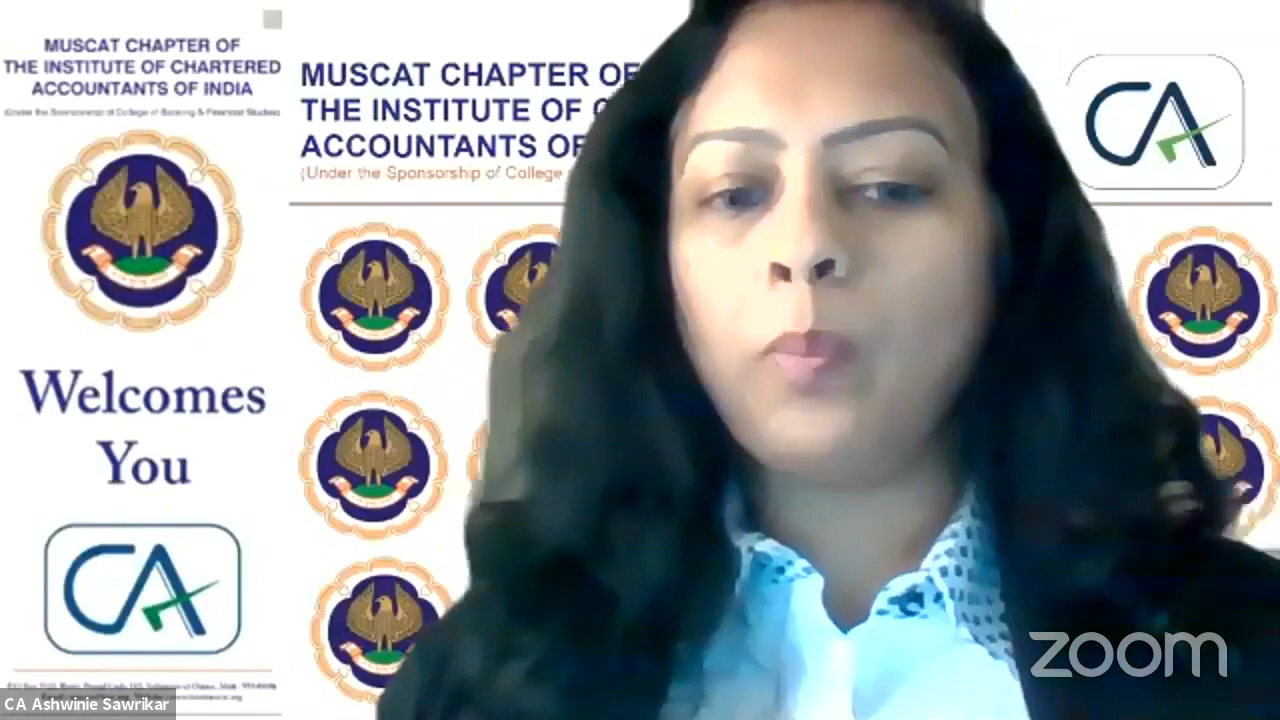 MUSCAT CHAPTER OF
THE INSTITUTE OF CHARTERED
ACCOUNTANTS OF INDIA
(Under the Sponsorship of College of Banking & Financial Studies)
Welcomes
You
CA
MUSCAT CHAPTER OF
THE INSTITUTE OF
ACCOUNTANTS OF
(Under the Sponsorship of College
CA
zoom
CA Ashwinie Sawrikar